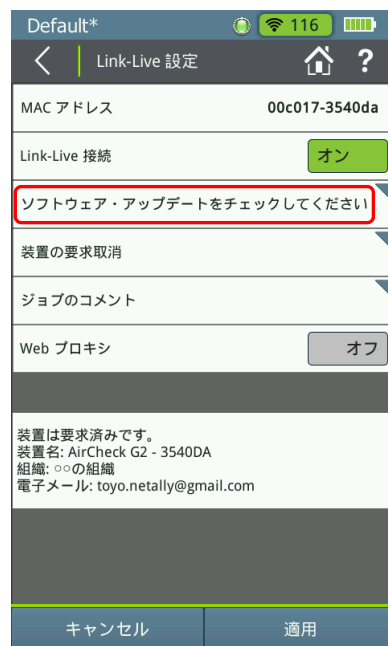 Default*
116
Link-Live 設定
?
MAC アドレス
00c017-3540da
Link-Live 接続
オン
ソフトウェア・アップデートをチェックしてください
装置の要求取消
ジョブのコメント
Web プロキシ
オフ
装置は要求済みです。
装置名: AirCheck G2 - 3540DA
組織: ○○の組織
電子メール: toyo.netally@gmail.com
キャンセル
適用